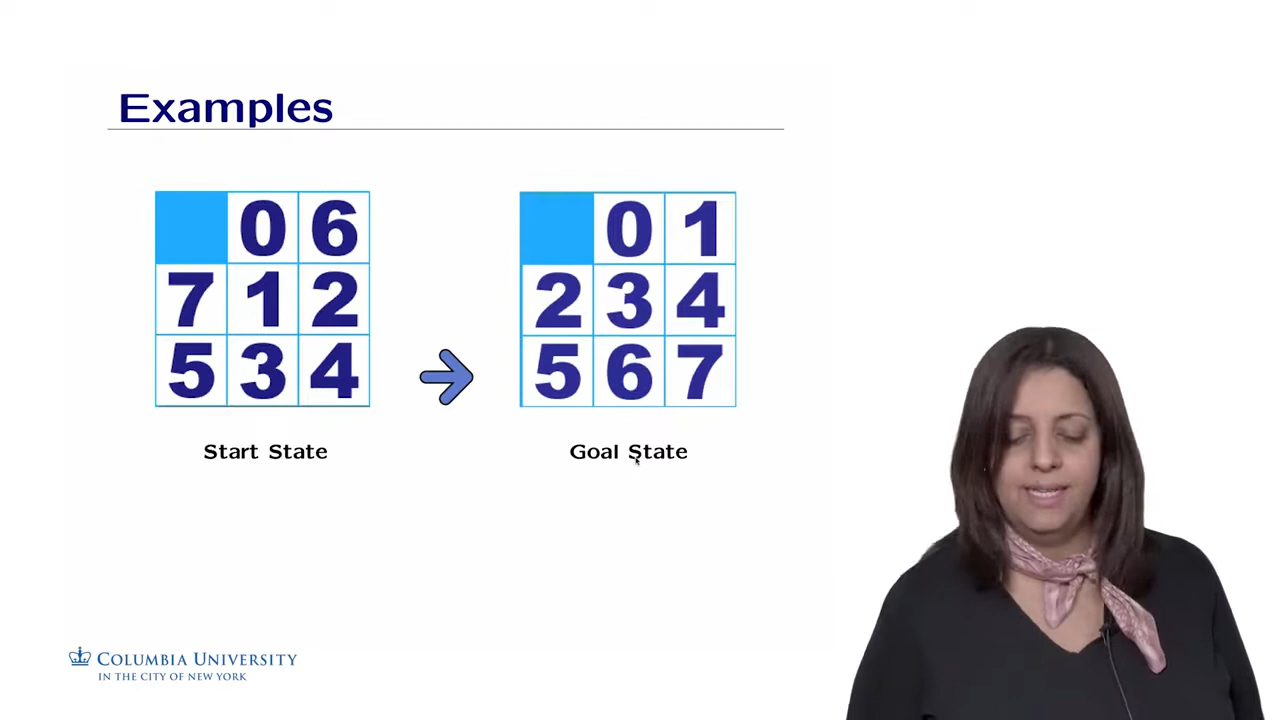 Examples
0 6
7 1 2
5 3 4
0 1
2 3 4
5 6 7
Start State
Goal State
COLUMBIA UNIVERSITY
IN THE CITY OF NEW YORK